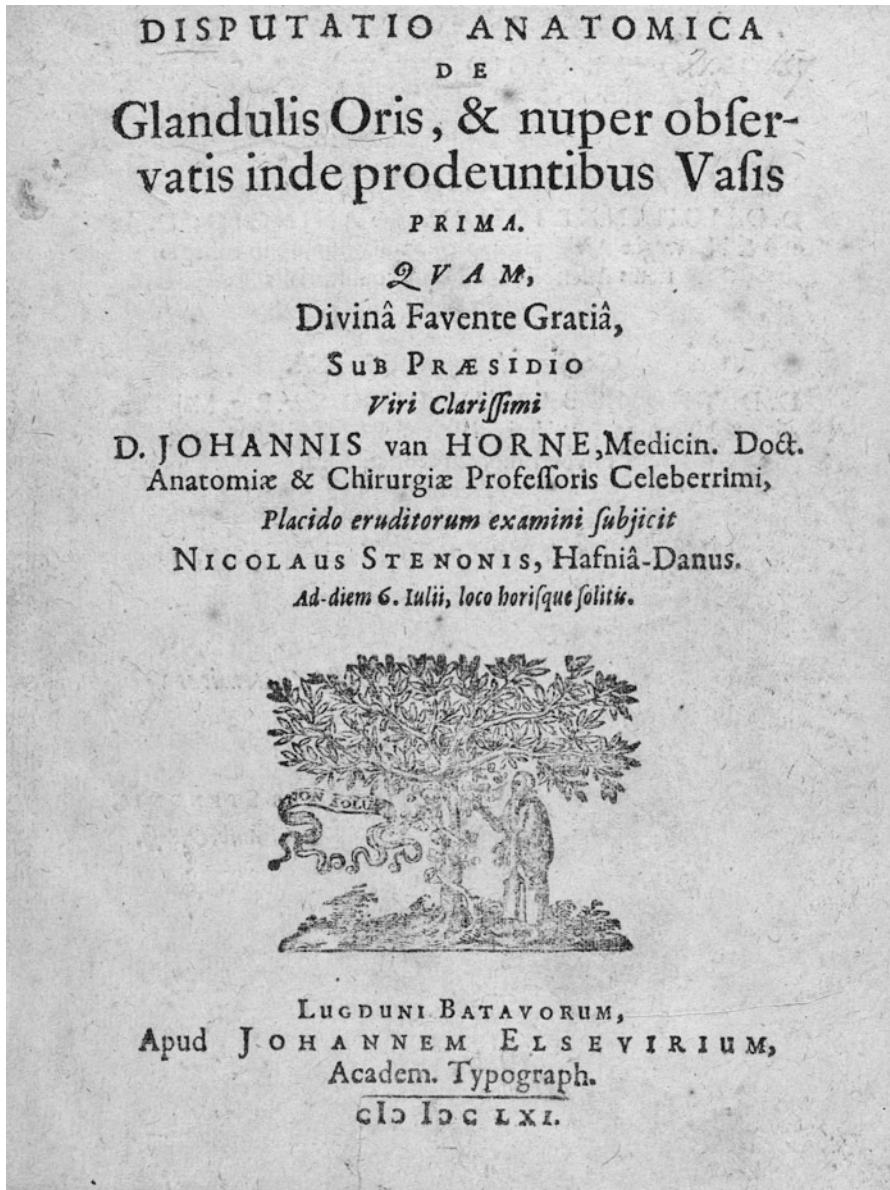 DISPUTATIO ANATOMICA
DE
Glandulis Oris, & nuper obſer-
vatis inde prodeuntibus Vaſis
PRIMA.
QVAM,
Divinâ Favente Gratiâ,
SUB PRÆSIDIO
Viri Clariſſimi
D. JOHANNIS van HORNE, Medicin. Doct.
Anatomiæ & Chirurgiæ Profeſſoris Celeberrimi,
Placido eruditorum examini ſubjicit
NICOLAUS STENONIS, Hafniâ-Danus.
Ad-diem 6. Iulii, loco horiſque ſolitis.
NON SOLUS
LUGDUNI BATAVORUM,
Apud JOHANNEM ELSEVIRIUM,
Academ. Typograph.
cIↄ Iↄc LXI.